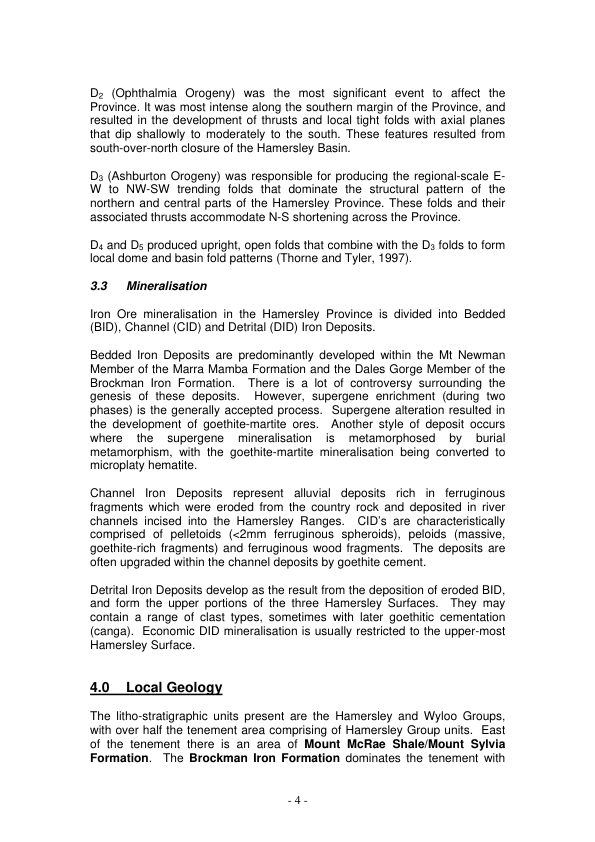 D2 (Ophthalmia Orogeny) was the most significant event to affect the
Province. It was most intense along the southern margin of the Province, and
resulted in the development of thrusts and local tight folds with axial planes
that dip shallowly to moderately to the south. These features resulted from
south-over-north closure of the Hamersley Basin.
D3 (Ashburton Orogeny) was responsible for producing the regional-scale E-
W to NW-SW trending folds that dominate the structural pattern of the
northern and central parts of the Hamersley Province. These folds and their
associated thrusts accommodate N-S shortening across the Province.
D4 and D5 produced upright, open folds that combine with the D3 folds to form
local dome and basin fold patterns (Thorne and Tyler, 1997).
3.3 Mineralisation
Iron Ore mineralisation in the Hamersley Province is divided into Bedded
(BID), Channel (CID) and Detrital (DID) Iron Deposits.
Bedded Iron Deposits are predominantly developed within the Mt Newman
Member of the Marra Mamba Formation and the Dales Gorge Member of the
Brockman Iron Formation. There is a lot of controversy surrounding the
genesis of these deposits. However, supergene enrichment (during two
phases) is the generally accepted process. Supergene alteration resulted in
the development of goethite-martite ores. Another style of deposit occurs
where the supergene mineralisation is metamorphosed by burial
metamorphism, with the goethite-martite mineralisation being converted to
microplaty hematite.
Channel Iron Deposits represent alluvial deposits rich in ferruginous
fragments which were eroded from the country rock and deposited in river
channels incised into the Hamersley Ranges. CID's are characteristically
comprised of pelletoids (<2mm ferruginous spheroids), peloids (massive,
goethite-rich fragments) and ferruginous wood fragments. The deposits are
often upgraded within the channel deposits by goethite cement.
Detrital Iron Deposits develop as the result from the deposition of eroded BID,
and form the upper portions of the three Hamersley Surfaces. They may
contain a range of clast types, sometimes with later goethitic cementation
(canga). Economic DID mineralisation is usually restricted to the upper-most
Hamersley Surface.
4.0 Local Geology
The litho-stratigraphic units present are the Hamersley and Wyloo Groups,
with over half the tenement area comprising of Hamersley Group units. East
of the tenement there is an area of Mount McRae Shale/Mount Sylvia
Formation. The Brockman Iron Formation dominates the tenement with
- 4 -